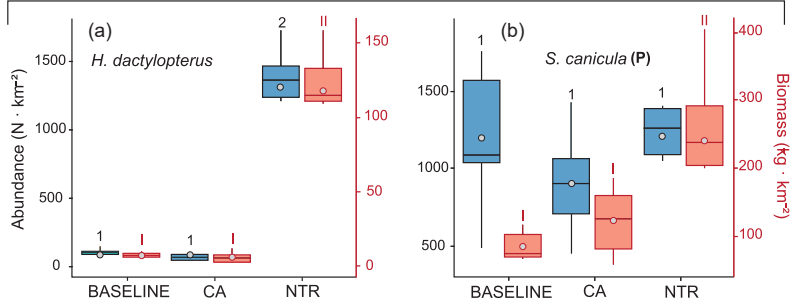 (a)
H. dactylopterus
2
II
1
I
1
I
Abundance (N · km⁻²)
1500
1000
500
0
150
100
50
0
BASELINE
CA
NTR
(b)
S. canicula (P)
1
I
1
I
1
II
1500
1000
500
400
300
200
100
Biomass (kg · km⁻²)
BASELINE
CA
NTR